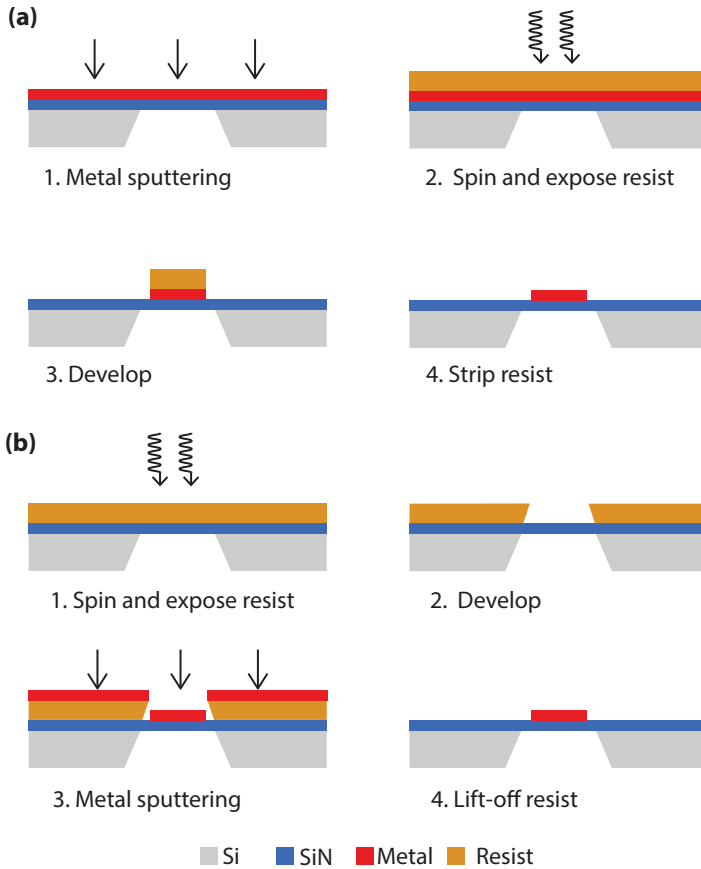 (a)
1. Metal sputtering
2. Spin and expose resist
3. Develop
4. Strip resist
(b)
1. Spin and expose resist
2. Develop
3. Metal sputtering
4. Lift-off resist
Si SiN Metal Resist